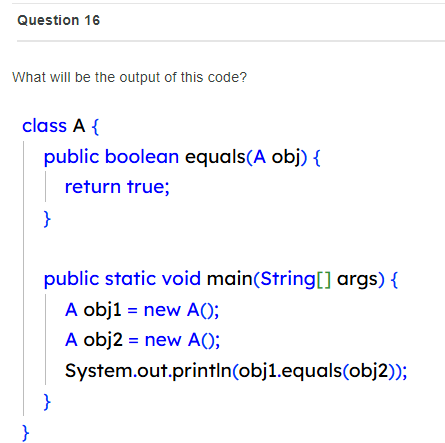 Question 16
What will be the output of this code?
class A {
public boolean equals(A obj) {
return true;
}
public static void main(String[] args) {
A obj1 = new A();
A obj2 = new A();
System.out.println(obj1.equals(obj2));
}
}